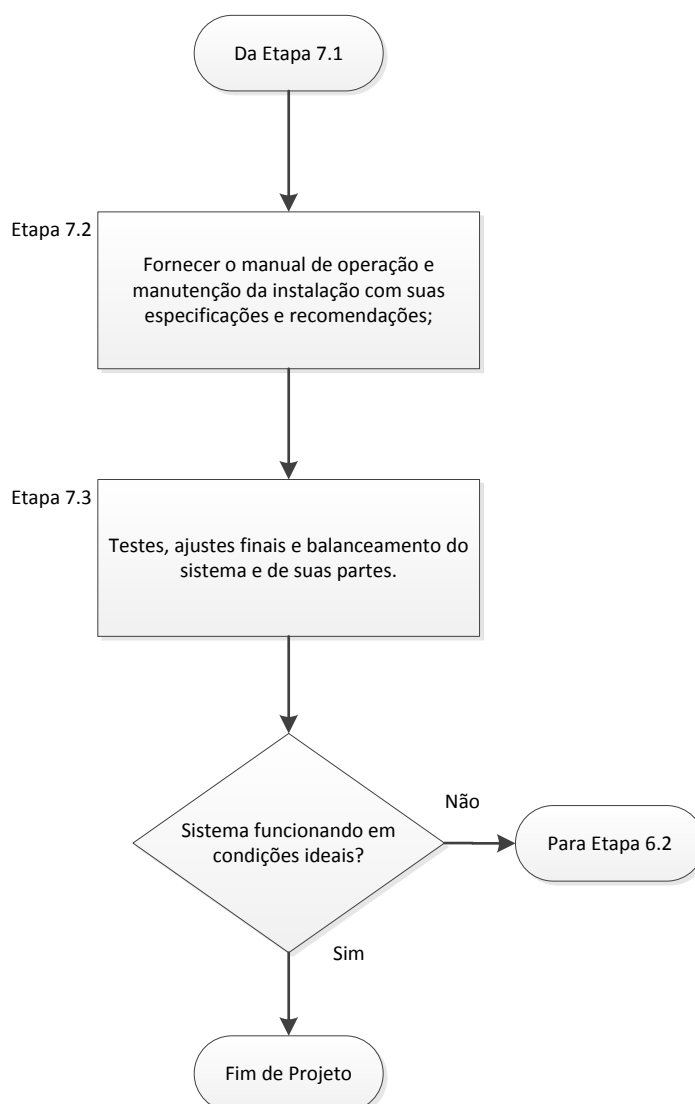 Da Etapa 7.1
Etapa 7.2
Fornecer o manual de operação e
manutenção da instalação com suas
especificações e recomendações;
Etapa 7.3
Testes, ajustes finais e balanceamento do
sistema e de suas partes.
Não
Sistema funcionando em
condições ideais?
Para Etapa 6.2
Sim
Fim de Projeto